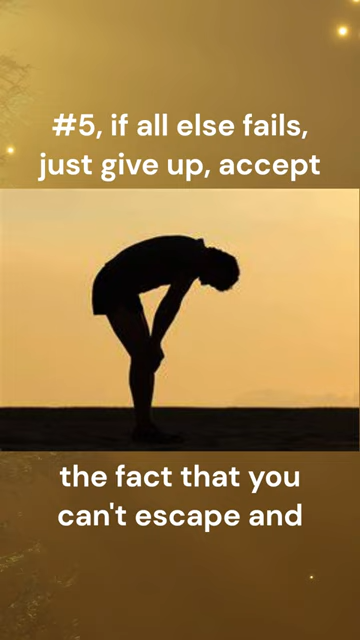 #5, if all else fails,
just give up, accept
the fact that you
can't escape and